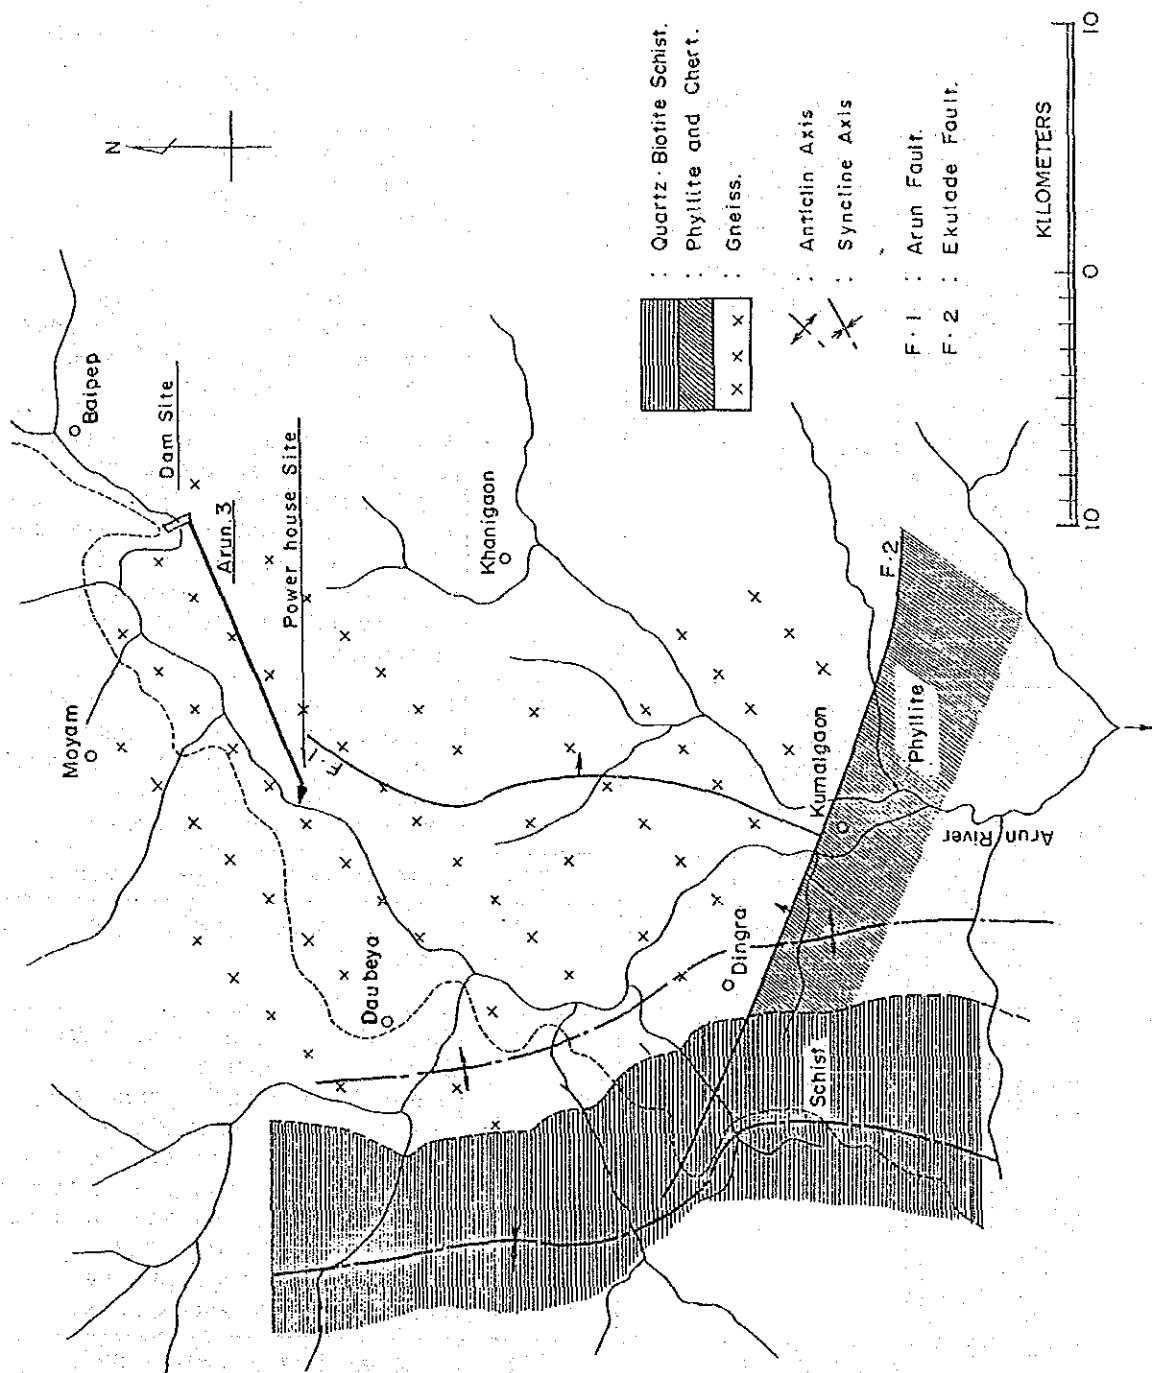 N
Baipep
Dam Site
Arun. 3
Power house Site
Moyam
Khanigaon
Daubeya
F·1
Kumalgaon
Dingra
F·2
Phyllite
Arun River
Schist
: Quartz·Biotite Schist.
: Phyllite and Chert.
: Gneiss.
: Anticlin Axis
: Syncline Axis
F·1 : Arun Fault.
F·2 : Ekulade Fault.
KILOMETERS
10 0 10